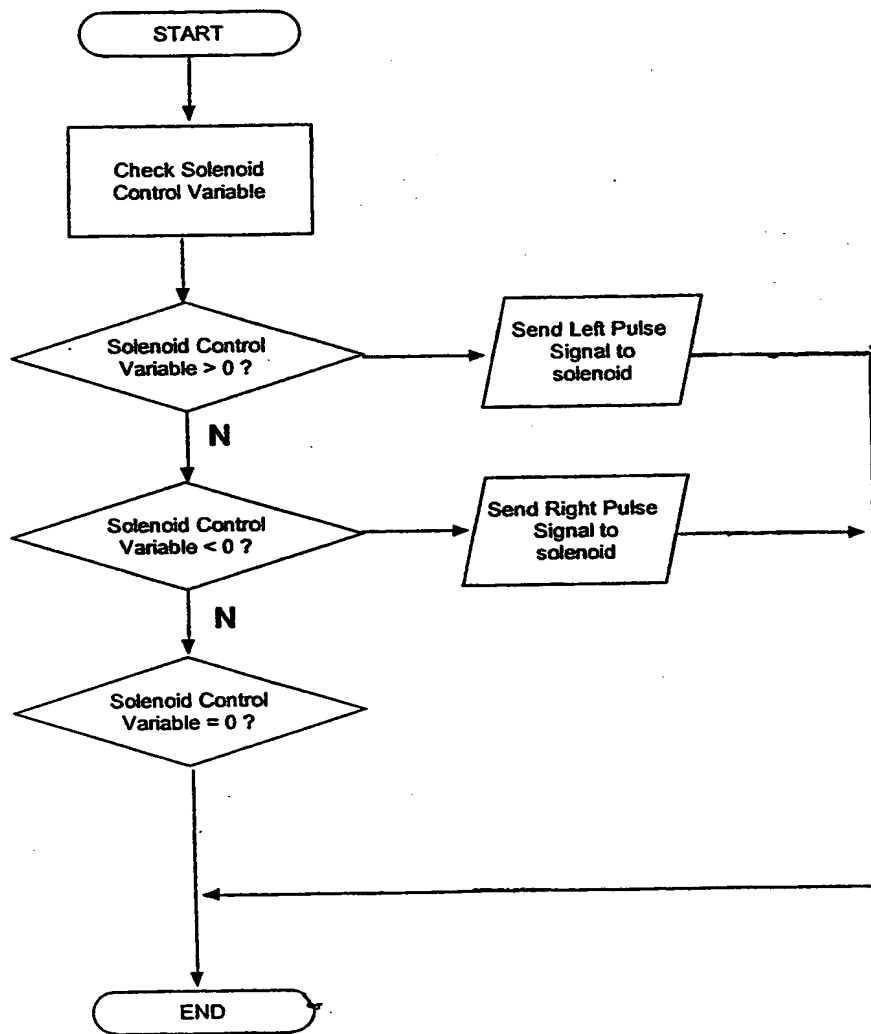 START
Check Solenoid
Control Variable
Solenoid Control
Variable > 0 ?
Send Left Pulse
Signal to
solenoid
N
Solenoid Control
Variable < 0 ?
Send Right Pulse
Signal to
solenoid
N
Solenoid Control
Variable = 0 ?
END